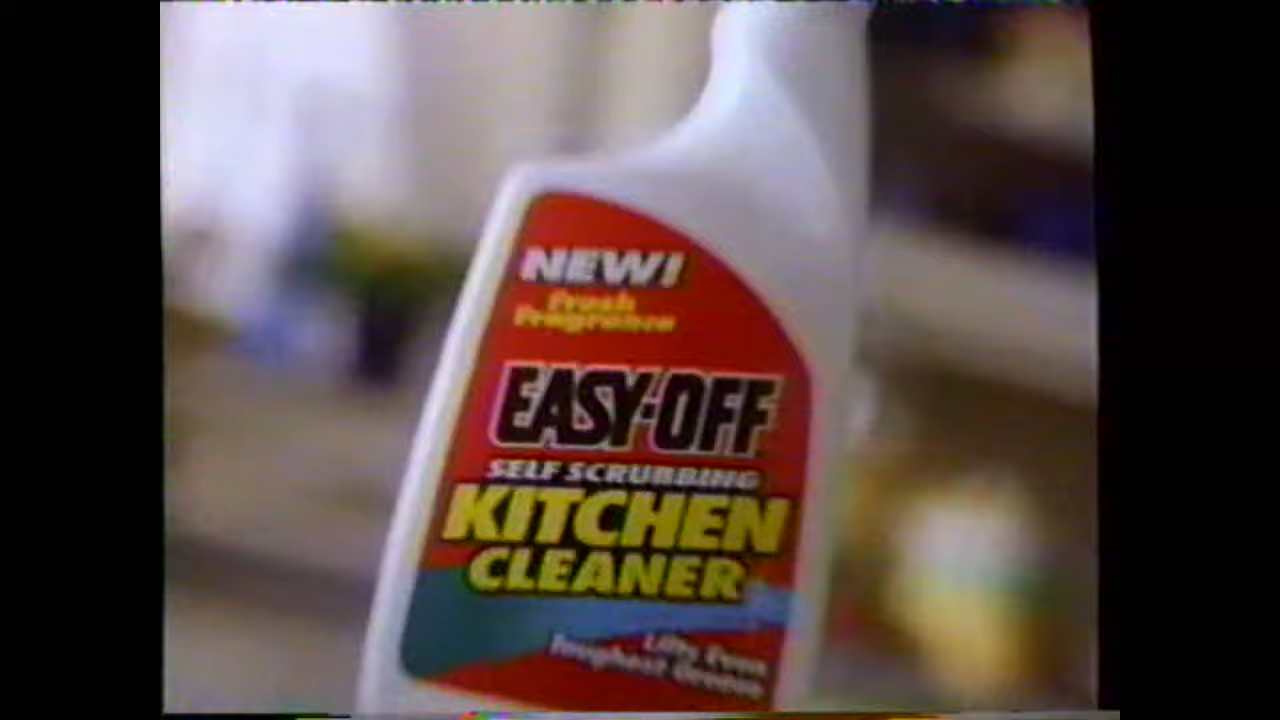 NEW!
Fresh
Fragrance
EASY-OFF
SELF SCRUBBING
KITCHEN
CLEANER
Lifts Even
Toughest Grease